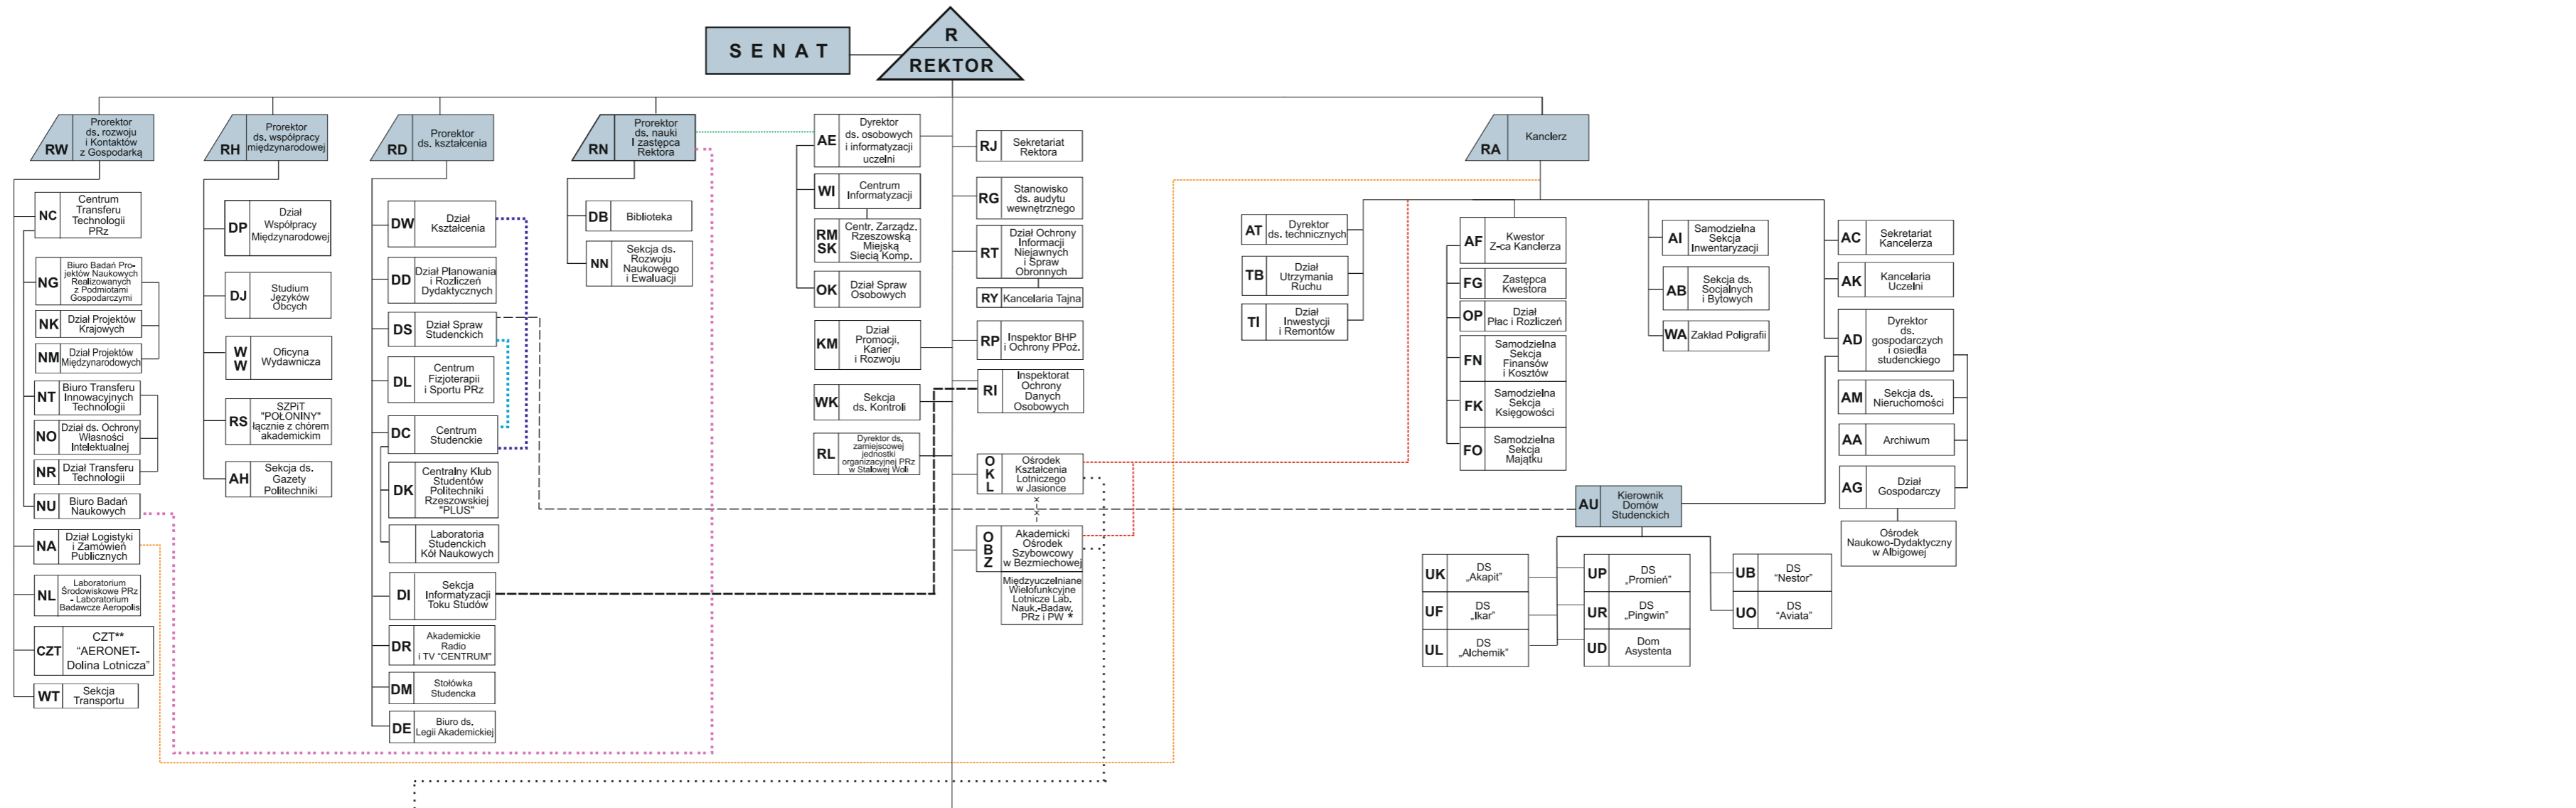 SENAT
R
REKTOR
RW
Prorektor
ds. rozwoju
i Kontaktów
z Gospodarką
RH
Prorektor
ds. współpracy
międzynarodowej
RD
Prorektor
ds. kształcenia
RN
Prorektor
ds. nauki
I zastępca
Rektora
AE
Dyrektor
ds. osobowych
i informatyzacji
uczelni
RA
Kanclerz
NC
Centrum
Transferu
Technologii
PRz
NG
Biuro Badań Pro-
jektów Naukowych
Realizowanych
z Podmiotami
Gospodarczymi
NK
Dział Projektów
Krajowych
NM
Dział Projektów
Międzynarodowych
NT
Biuro Transferu
Innowacyjnych
Technologii
NO
Dział ds. Ochrony
Własności
Intelektualnej
NR
Dział Transferu
Technologii
NU
Biuro Badań
Naukowych
NA
Dział Logistyki
i Zamówień
Publicznych
NL
Laboratorium
Środowiskowe PRz
- Laboratorium
Badawcze Aeropolis
CZT
CZT**
“AERONET-
Dolina Lotnicza”
WT
Sekcja
Transportu
DP
Dział
Współpracy
Międzynarodowej
DJ
Studium
Języków
Obcych
W
W
Oficyna
Wydawnicza
RS
SZPiT
"POŁONINY"
łącznie z chórem
akademickim
AH
Sekcja ds.
Gazety
Politechniki
DW
Dział
Kształcenia
DD
Dział Planowania
i Rozliczeń
Dydaktycznych
DS
Dział Spraw
Studenckich
DL
Centrum
Fizjoterapii
i Sportu PRz
DC
Centrum
Studenckie
DK
Centralny Klub
Studentów
Politechniki
Rzeszowskiej
"PLUS"
Laboratoria
Studenckich
Kół Naukowych
DI
Sekcja
Informatyzacji
Toku Studów
DR
Akademickie
Radio
i TV “CENTRUM”
DM
Stołówka
Studencka
DE
Biuro ds.
Legii Akademickiej
DB
Biblioteka
NN
Sekcja ds.
Rozwoju
Naukowego
i Ewaluacji
WI
Centrum
Informatyzacji
RM
SK
Centr. Zarządz.
Rzeszowską
Miejską
Siecią Komp.
OK
Dział Spraw
Osobowych
KM
Dział
Promocji,
Karier
i Rozwoju
WK
Sekcja
ds. Kontroli
RL
Dyrektor ds.
zamiejscowej
jednostki
organizacyjnej PRz
w Stalowej Woli
RJ
Sekretariat
Rektora
RG
Stanowisko
ds. audytu
wewnętrznego
RT
Dział Ochrony
Informacji
Niejawnych
i Spraw
Obronnych
RY
Kancelaria Tajna
RP
Inspektor BHP
i Ochrony PPoż.
RI
Inspektorat
Ochrony
Danych
Osobowych
O
K
L
Ośrodek
Kształcenia
Lotniczego
w Jasionce
O
B
Z
Akademicki
Ośrodek
Szybowcowy
w Bezmiechowej
Międzyuczelniane
Wielofunkcyjne
Lotnicze Lab.
Nauk.-Badaw.
PRz i PW *
AT
Dyrektor
ds. technicznych
TB
Dział
Utrzymania
Ruchu
TI
Dział
Inwestycji
i Remontów
AF
Kwestor
Z-ca Kanclerza
FG
Zastępca
Kwestora
OP
Dział
Płac i Rozliczeń
FN
Samodzielna
Sekcja
Finansów
i Kosztów
FK
Samodzielna
Sekcja
Księgowości
FO
Samodzielna
Sekcja
Majątku
AI
Samodzielna
Sekcja
Inwentaryzacji
AB
Sekcja ds.
Socjalnych
i Bytowych
WA
Zakład Poligrafii
AC
Sekretariat
Kancelerza
AK
Kancelaria
Uczelni
AD
Dyrektor
ds.
gospodarczych
i osiedla
studenckiego
AM
Sekcja ds.
Nieruchomości
AA
Archiwum
AG
Dział
Gospodarczy
Ośrodek
Naukowo-Dydaktyczny
w Albigowej
AU
Kierownik
Domów
Studenckich
UK
DS
„Akapit”
UF
DS
„Ikar”
UL
DS
„Alchemik”
UP
DS
„Promień”
UR
DS
„Pingwin”
UD
Dom
Asystenta
UB
DS
“Nestor”
UO
DS
“Aviata”